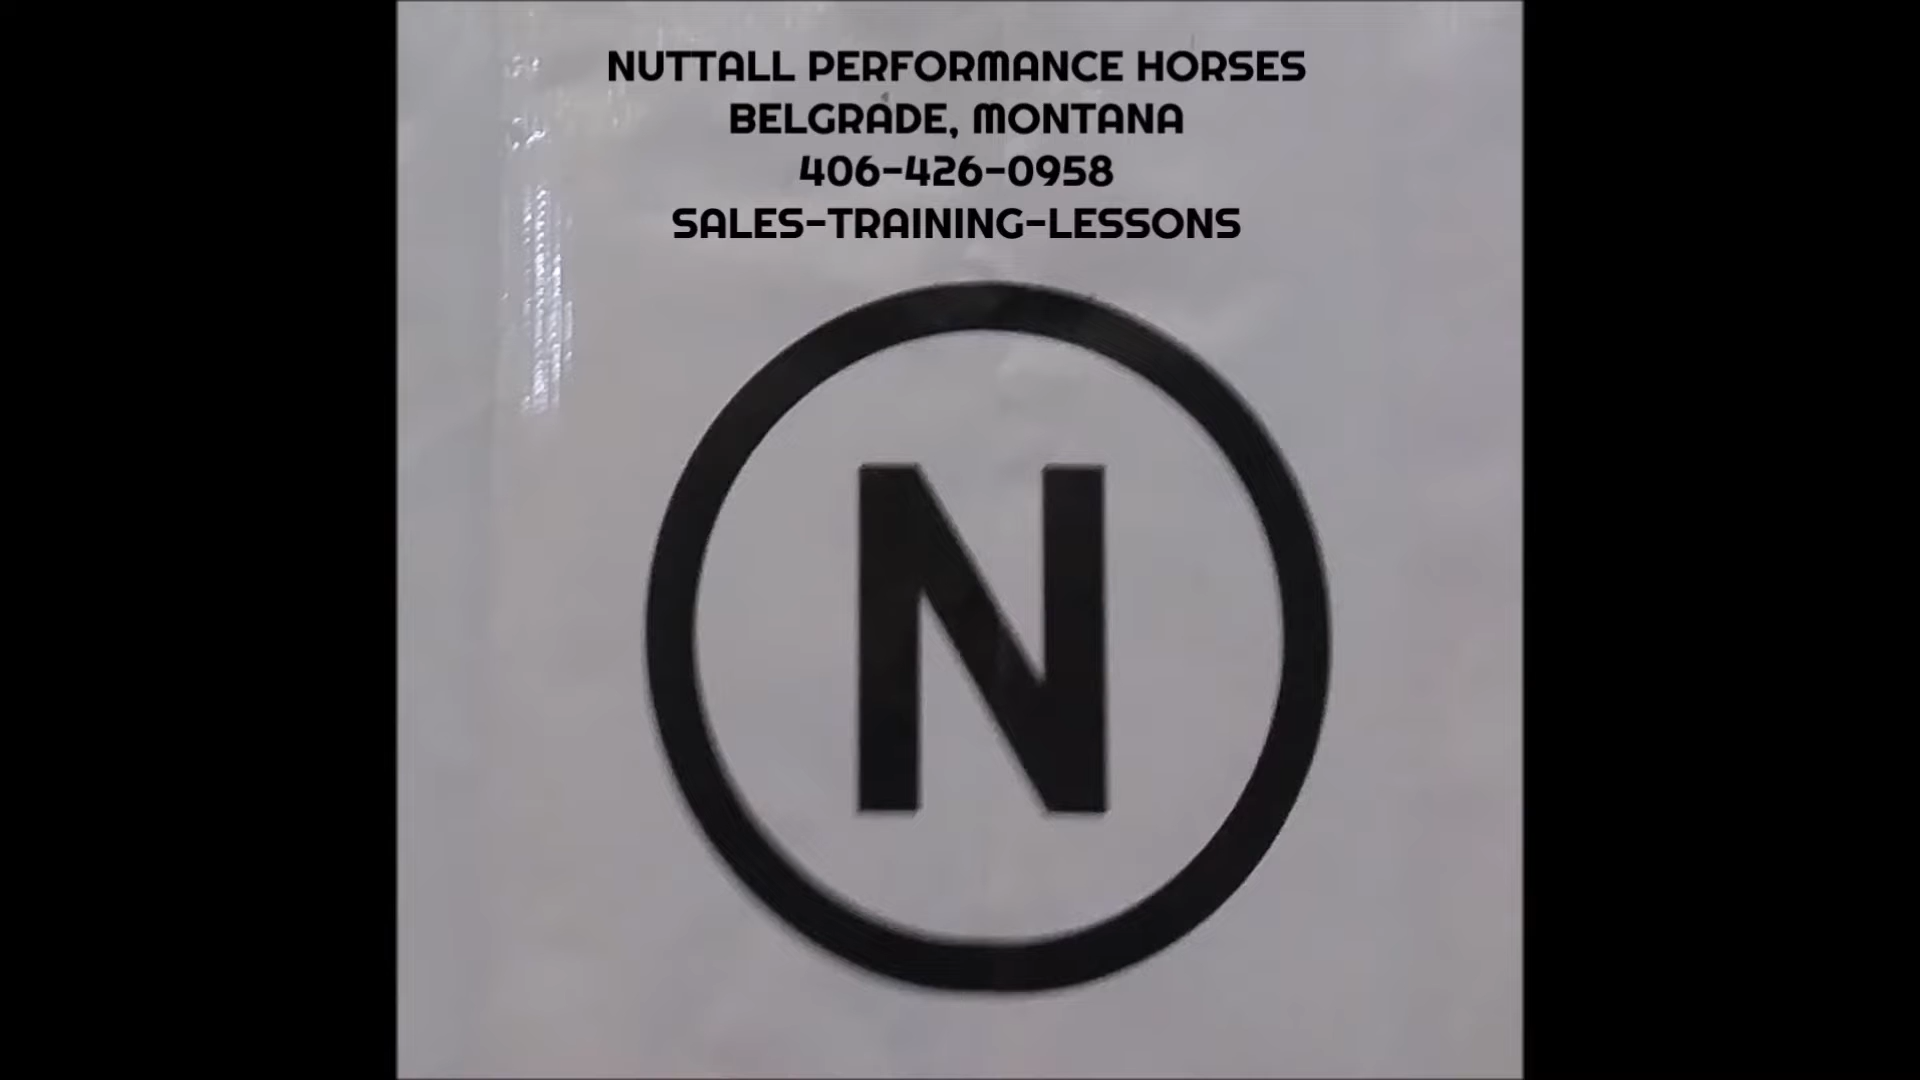 NUTTALL PERFORMANCE HORSES
BELGRADE, MONTANA
406-426-0958
SALES-TRAINING-LESSONS
N